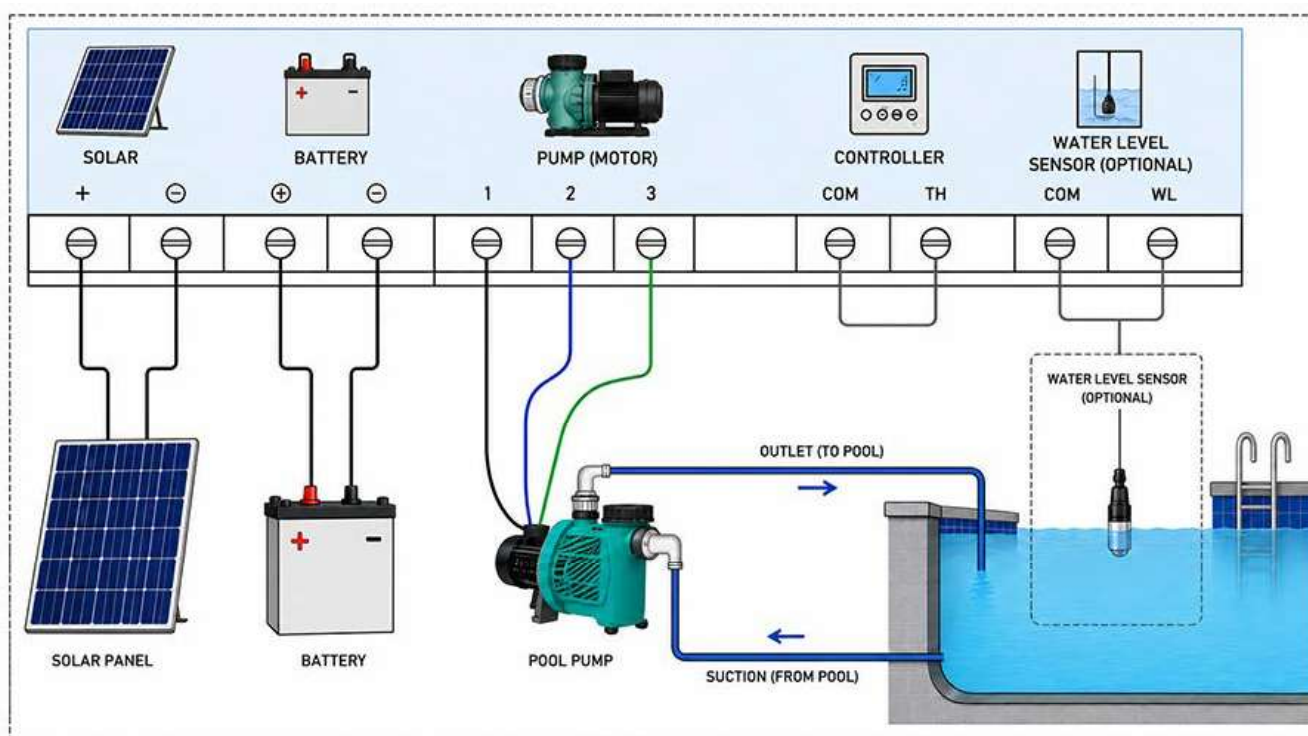 SOLAR
BATTERY
PUMP (MOTOR)
CONTROLLER
WATER LEVEL
SENSOR (OPTIONAL)
+ ⊖ ⊕ ⊖ 1 2 3 COM TH COM WL
+ -
WATER LEVEL SENSOR
(OPTIONAL)
OUTLET (TO POOL)
→
+ -
←
SOLAR PANEL
BATTERY
POOL PUMP
SUCTION (FROM POOL)